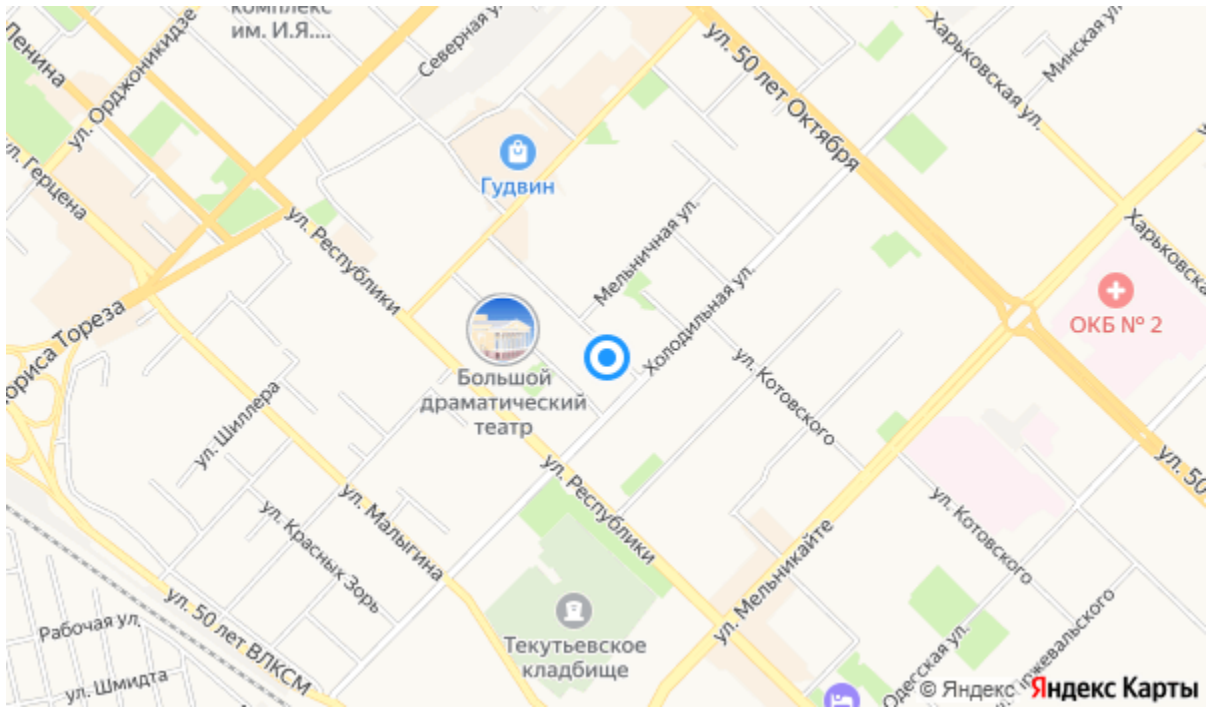 комплекс
им. И.Я....
Северная у
Ленина
ул. Орджоникидзе
ул. 50 лет Октября
Харьковская ул.
Минская ул
ул. Герцена
Гудвин
ул. Республики
Мельничная ул.
Харьковска
ОКБ № 2
ориса Тореза
Холодильная ул.
Большой
драматический
театр
ул. Котовского
ул. Шиллера
ул. 50
ул. Республики
ул. Малыгина
ул. Красных Зорь
ул. Котовского
ул. Мельникайте
ул. 50 лет ВЛКСМ
Рабочая ул.
Текутьевское
кладбище
ул. Шмидта
Одесская ул.
ржевальского
© Яндекс Яндекс Карты